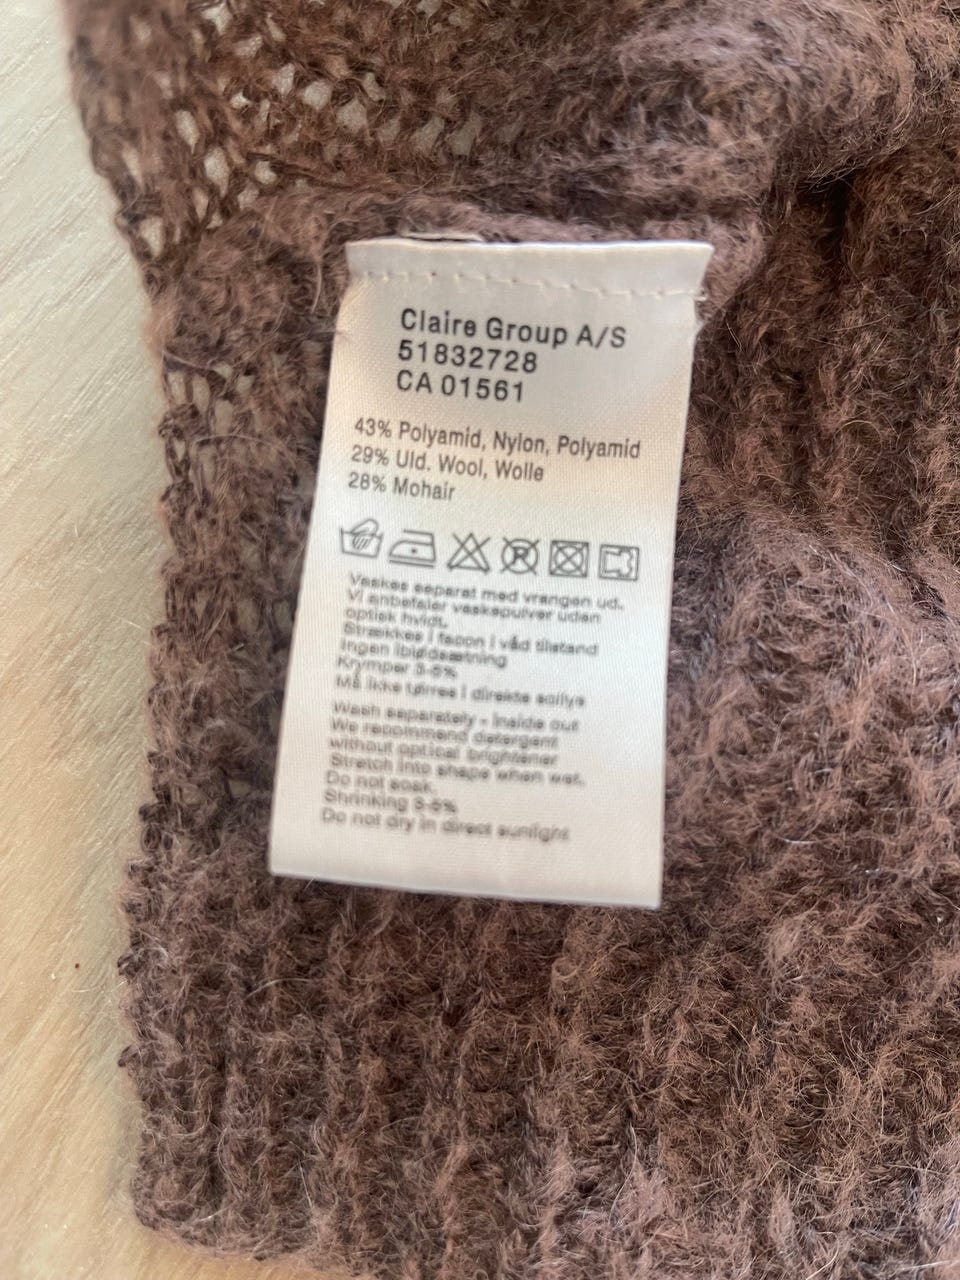 Claire Group A/S
51832728
CA 01561
43% Polyamid, Nylon, Polyamid
29% Uld. Wool, Wolle
28% Mohair
Vaskes separat med vrangen ud.
Vi anbefaler vaskepulver uden
optisk hvidt.
Strækkes i facon i våd tilstand
Ingen iblødsætning
Krymper 3-5%
Må ikke tørres i direkte sollys
Wash separately - inside out
We recommend detergent
without optical brightener
Stretch into shape when wet.
Do not soak.
Shrinking 3-5%
Do not dry in direct sunlight